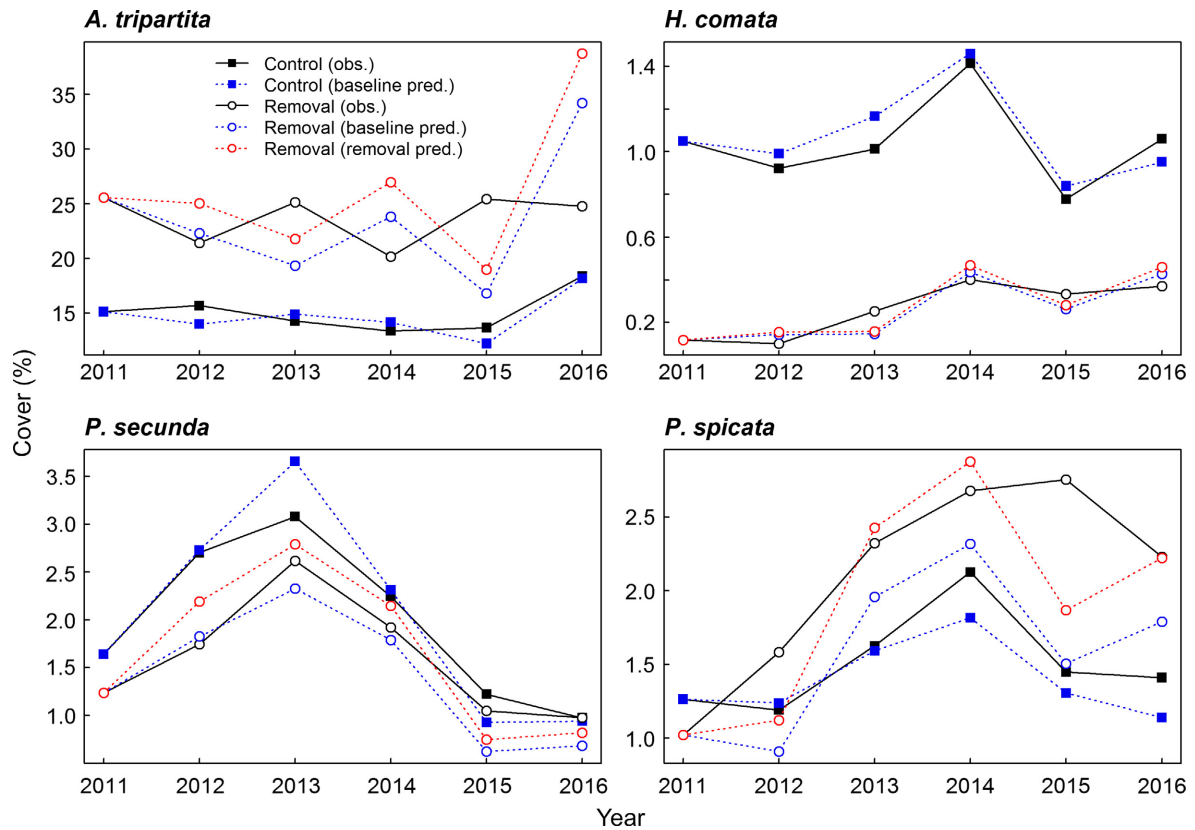 A. tripartita
35
30
25
20
15
Control (obs.)
Control (baseline pred.)
Removal (obs.)
Removal (baseline pred.)
Removal (removal pred.)
2011 2012 2013 2014 2015 2016
H. comata
1.4
1.0
0.6
0.2
2011 2012 2013 2014 2015 2016
Cover (%)
P. secunda
3.5
3.0
2.5
2.0
1.5
1.0
2011 2012 2013 2014 2015 2016
P. spicata
2.5
2.0
1.5
1.0
2011 2012 2013 2014 2015 2016
Year